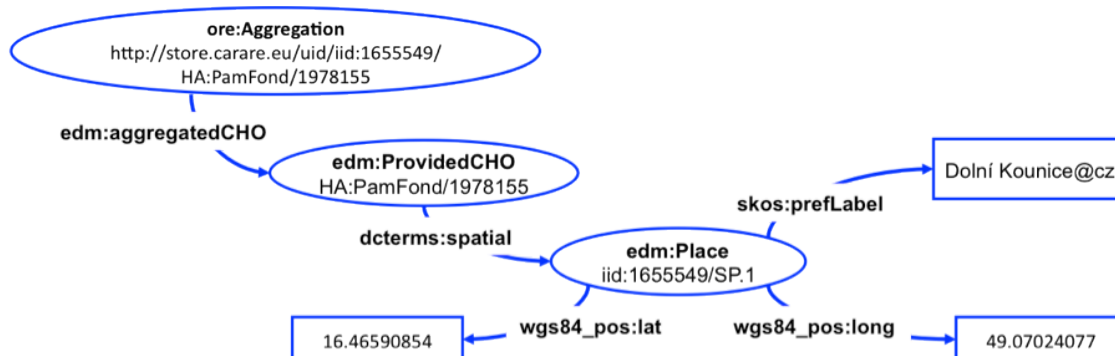 ore:Aggregation
http://store.carare.eu/uid/iid:1655549/
HA:PamFond/1978155
edm:aggregatedCHO
edm:ProvidedCHO
HA:PamFond/1978155
Dolní Kounice@cz
skos:prefLabel
dcterms:spatial
edm:Place
iid:1655549/SP.1
wgs84_pos:lat
wgs84_pos:long
16.46590854
49.07024077